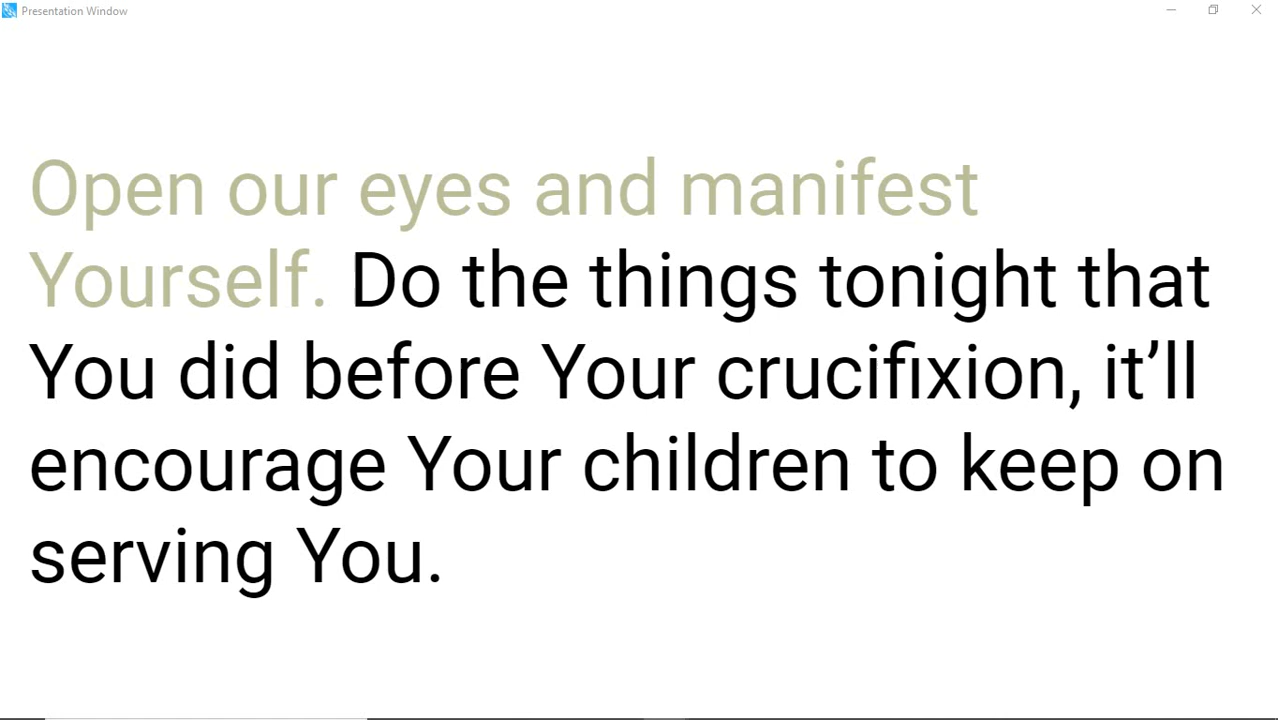 Presentation Window
Open our eyes and manifest
Yourself. Do the things tonight that
You did before Your crucifixion, it’ll
encourage Your children to keep on
serving You.